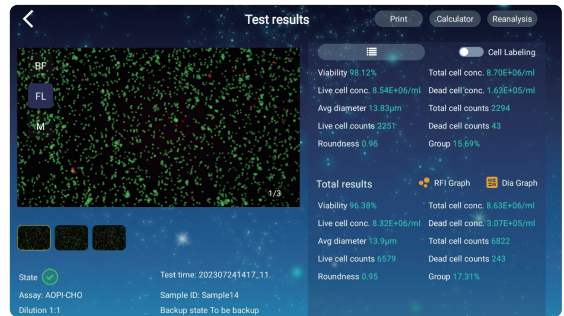 Test results
Print
Calculator
Reanalysis
BF
FL
M
1/3
Cell Labeling
Viability 98.12%
Total cell conc. 8.70E+06/ml
Live cell conc. 8.54E+06/ml
Dead cell conc. 1.63E+05/ml
Avg diameter 13.83μm
Total cell counts 2294
Live cell counts 2251
Dead cell counts 43
Roundness 0.95
Group 15.69%
Total results
RFI Graph
Dia Graph
Viability 96.38%
Total cell conc. 8.63E+06/ml
Live cell conc. 8.32E+06/ml
Dead cell conc. 3.07E+05/ml
Avg diameter 13.9μm
Total cell counts 6822
Live cell counts 6579
Dead cell counts 243
Roundness 0.95
Group 17.31%
State
Test time: 202307241417_11
Assay: AOPI-CHO
Sample ID: Sample14
Dilution 1:1
Backup state To be backup